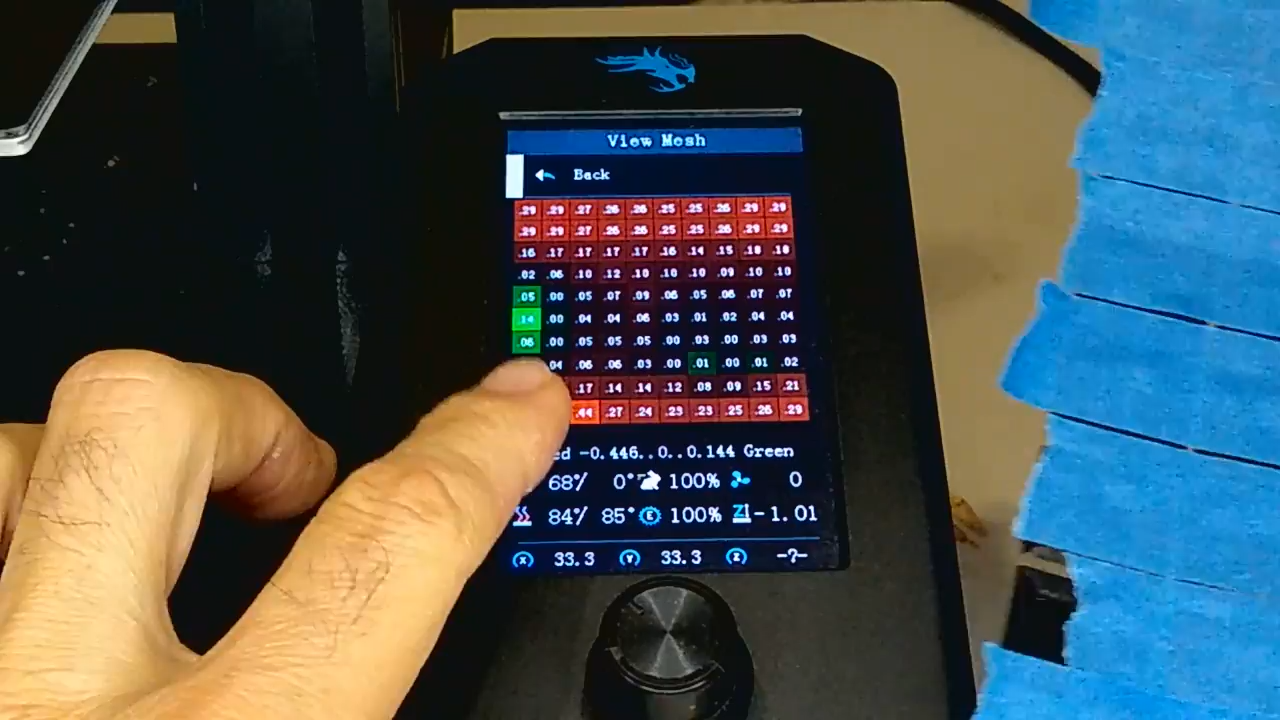 View Mesh
Back
.29 .29 .27 .26 .26 .25 .25 .26 .29 .29
.29 .29 .27 .26 .26 .25 .25 .26 .29 .29
.16 .17 .17 .17 .17 .16 .14 .15 .18 .18
.02 .06 .10 .12 .10 .10 .10 .09 .10 .10
.05 .00 .05 .07 .09 .06 .05 .06 .07 .07
.14 .00 .04 .04 .06 .03 .01 .02 .04 .04
.06 .00 .05 .05 .05 .00 .03 .00 .03 .03
.04 .06 .06 .03 .00 .01 .00 .01 .02
.17 .14 .14 .12 .08 .09 .15 .21
.44 .27 .24 .23 .23 .25 .26 .29
-0.446..0..0.144 Green
68/ 0° 100% 0
84/ 85° E 100% Z -1.01
X 33.3 Y 33.3 Z -?-